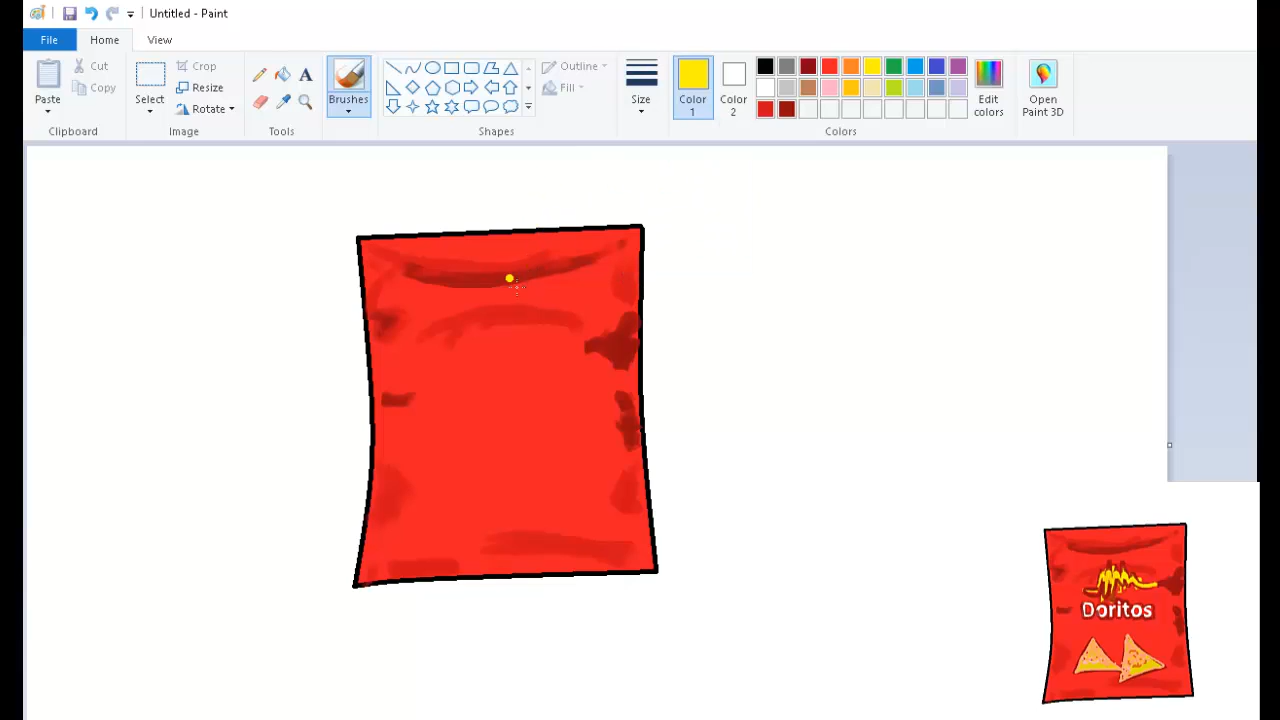 Untitled - Paint
File Home View
Paste
Cut
Copy
Clipboard
Select
Crop
Resize
Rotate
Image
A
Tools
Brushes
Outline
Fill
Shapes
Size
Color 1
Color 2
Edit colors
Colors
Open Paint 3D
Doritos